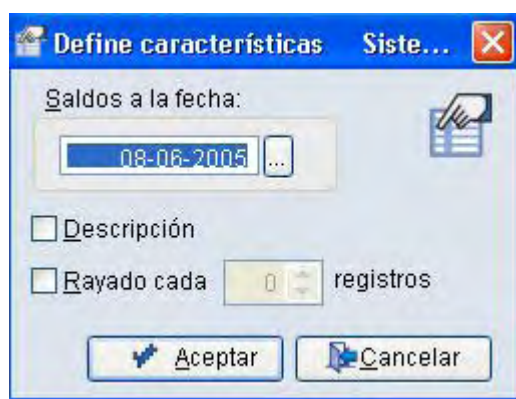 Define características Siste...
Saldos a la fecha:
08-06-2005 ...
Descripción
Rayado cada 0 registros
Aceptar Cancelar